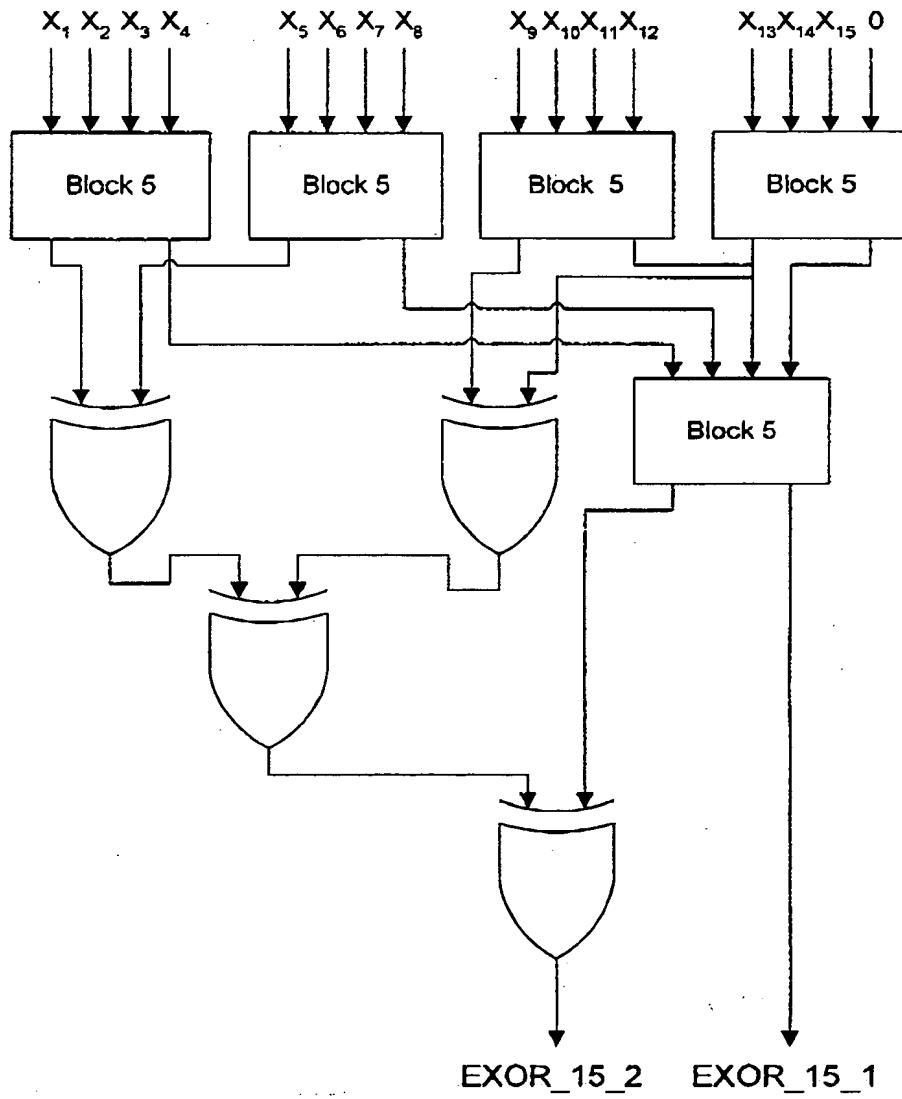 X₁ X₂ X₃ X₄ X₅ X₆ X₇ X₈ X₉ X₁₀ X₁₁ X₁₂ X₁₃ X₁₄ X₁₅ 0
Block 5 Block 5 Block 5 Block 5
Block 5
EXOR_15_2 EXOR_15_1